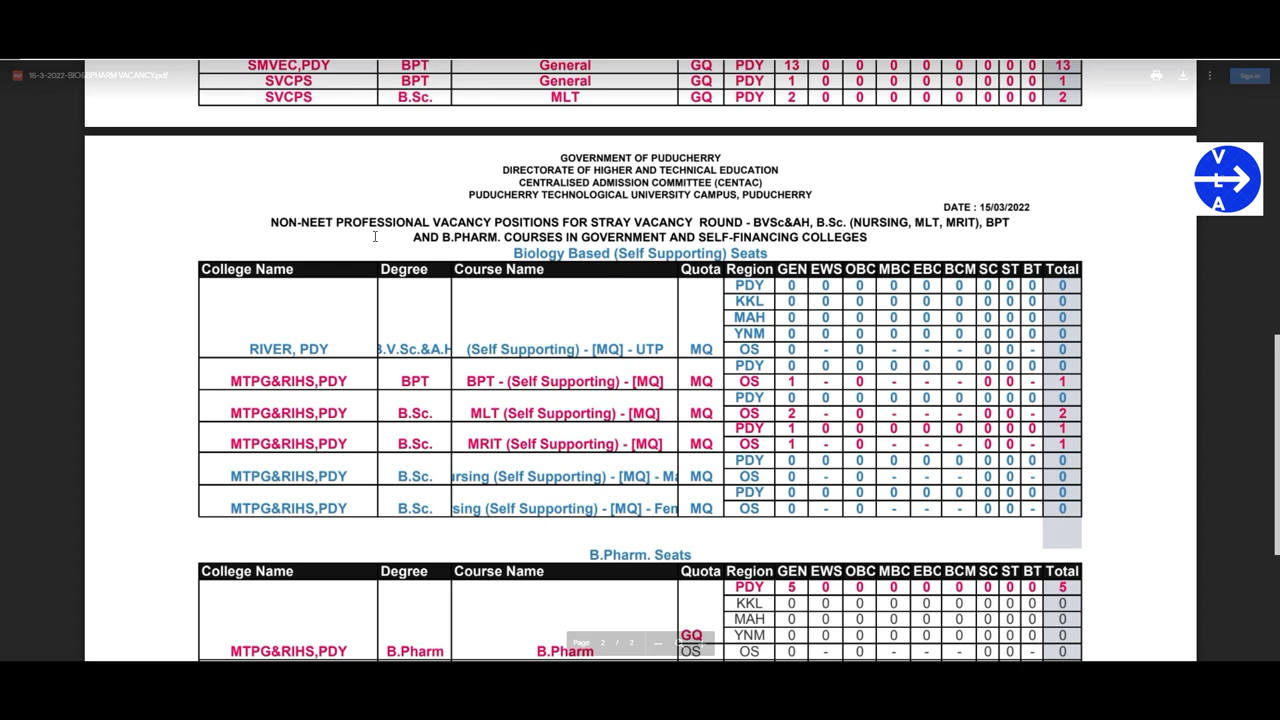 SMVEC,PDY BPT General GQ PDY 13 0 0 0 0 0 0 0 0 13
15-3-2022-BIO&BPHARM VACANCY.pdf
Sign in
SVCPS BPT General GQ PDY 1 0 0 0 0 0 0 0 0 1
SVCPS B.Sc. MLT GQ PDY 2 0 0 0 0 0 0 0 0 2
GOVERNMENT OF PUDUCHERRY
DIRECTORATE OF HIGHER AND TECHNICAL EDUCATION
CENTRALISED ADMISSION COMMITTEE (CENTAC)
PUDUCHERRY TECHNOLOGICAL UNIVERSITY CAMPUS, PUDUCHERRY
V
L
A
DATE : 15/03/2022
NON-NEET PROFESSIONAL VACANCY POSITIONS FOR STRAY VACANCY ROUND - BVSc&AH, B.Sc. (NURSING, MLT, MRIT), BPT
AND B.PHARM. COURSES IN GOVERNMENT AND SELF-FINANCING COLLEGES
Biology Based (Self Supporting) Seats
College Name Degree Course Name Quota Region GEN EWS OBC MBC EBC BCM SC ST BT Total
PDY 0 0 0 0 0 0 0 0 0 0
KKL 0 0 0 0 0 0 0 0 0 0
MAH 0 0 0 0 0 0 0 0 0 0
YNM 0 0 0 0 0 0 0 0 0 0
RIVER, PDY B.V.Sc.&A.H (Self Supporting) - [MQ] - UTP MQ OS 0 - 0 - - - 0 0 - 0
PDY 0 0 0 0 0 0 0 0 0 0
MTPG&RIHS,PDY BPT BPT - (Self Supporting) - [MQ] MQ OS 1 - 0 - - - 0 0 - 1
PDY 0 0 0 0 0 0 0 0 0 0
MTPG&RIHS,PDY B.Sc. MLT (Self Supporting) - [MQ] MQ OS 2 - 0 - - - 0 0 - 2
PDY 1 0 0 0 0 0 0 0 0 1
MTPG&RIHS,PDY B.Sc. MRIT (Self Supporting) - [MQ] MQ OS 1 - 0 - - - 0 0 - 1
PDY 0 0 0 0 0 0 0 0 0 0
MTPG&RIHS,PDY B.Sc. ursing (Self Supporting) - [MQ] - Ma MQ OS 0 - 0 - - - 0 0 - 0
PDY 0 0 0 0 0 0 0 0 0 0
MTPG&RIHS,PDY B.Sc. sing (Self Supporting) - [MQ] - Fem MQ OS 0 - 0 - - - 0 0 - 0
B.Pharm. Seats
College Name Degree Course Name Quota Region GEN EWS OBC MBC EBC BCM SC ST BT Total
PDY 5 0 0 0 0 0 0 0 0 5
KKL 0 0 0 0 0 0 0 0 0 0
MAH 0 0 0 0 0 0 0 0 0 0
GQ YNM 0 0 0 0 0 0 0 0 0 0
MTPG&RIHS,PDY B.Pharm B.Pharm OS OS 0 - 0 - - - 0 0 - 0
Page 2 / 2